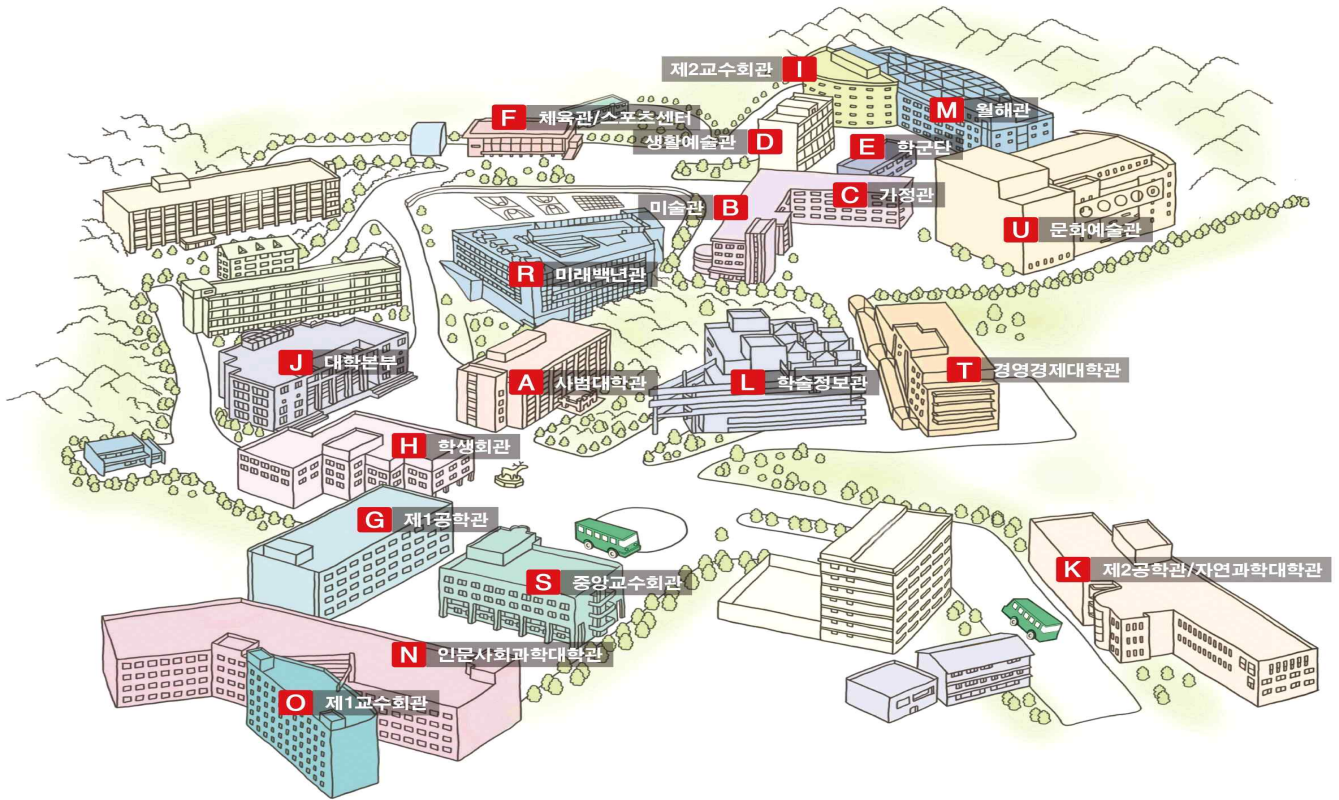 제2교수회관 I
M 월해관
F 체육관/스포츠센터
생활예술관 D
E 학군단
미술관 B
C 가정관
U 문화예술관
R 미래백년관
J 대학본부
A 사범대학관
L 학술정보관
T 경영경제대학관
H 학생회관
G 제1공학관
S 중앙교수회관
K 제2공학관/자연과학대학관
N 인문사회과학대학관
O 제1교수회관